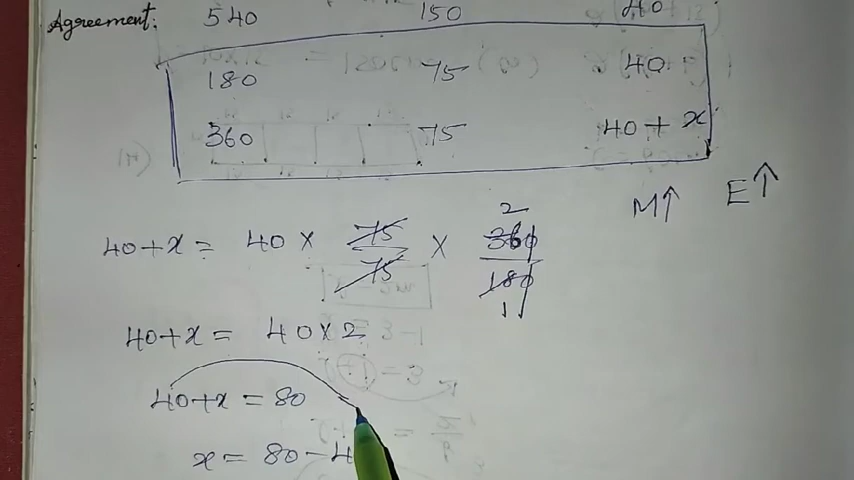 Agreement: 540 150 40
180 75 40
360 75 40 + x
M↑ E↑
2
40+x = 40 × 75/75 × 360/180
1
40+x = 40×2
40+x = 80
x = 80-4